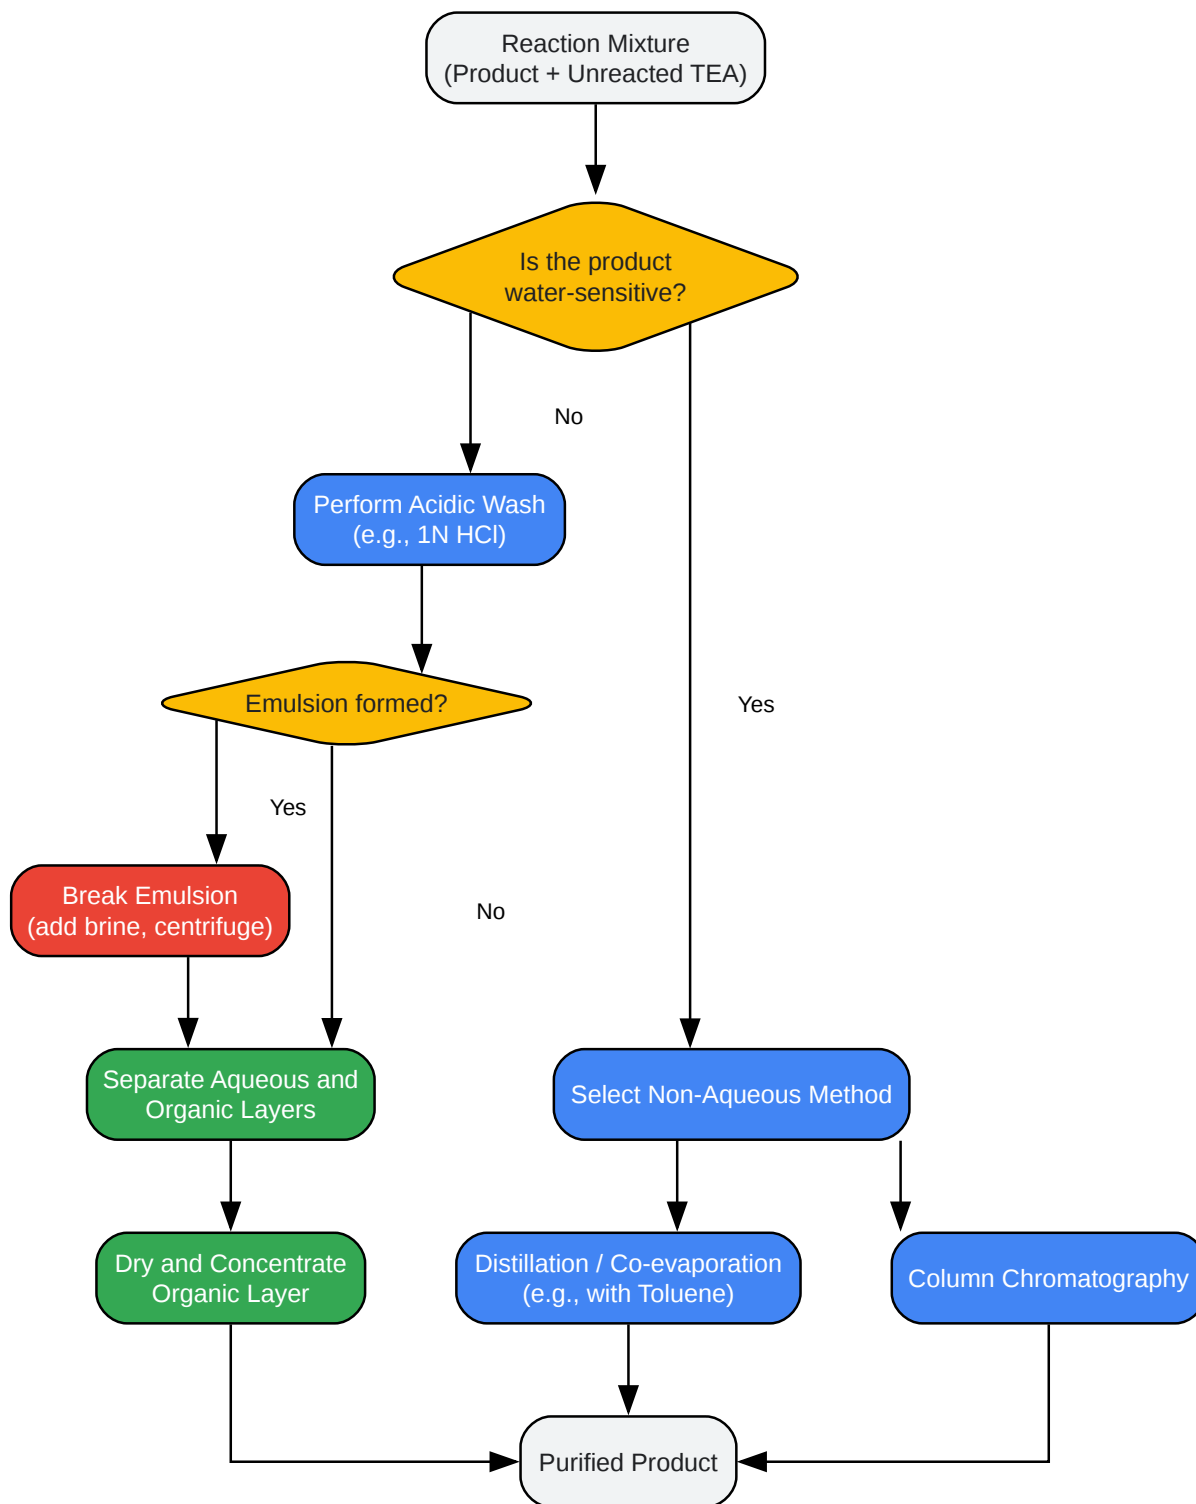 Reaction Mixture
(Product + Unreacted TEA)
Is the product
water-sensitive?
No
Perform Acidic Wash
(e.g., 1N HCl)
Emulsion formed?
Yes
Yes
Break Emulsion
(add brine, centrifuge)
No
Separate Aqueous and
Organic Layers
Select Non-Aqueous Method
Dry and Concentrate
Organic Layer
Distillation / Co-evaporation
(e.g., with Toluene)
Column Chromatography
Purified Product